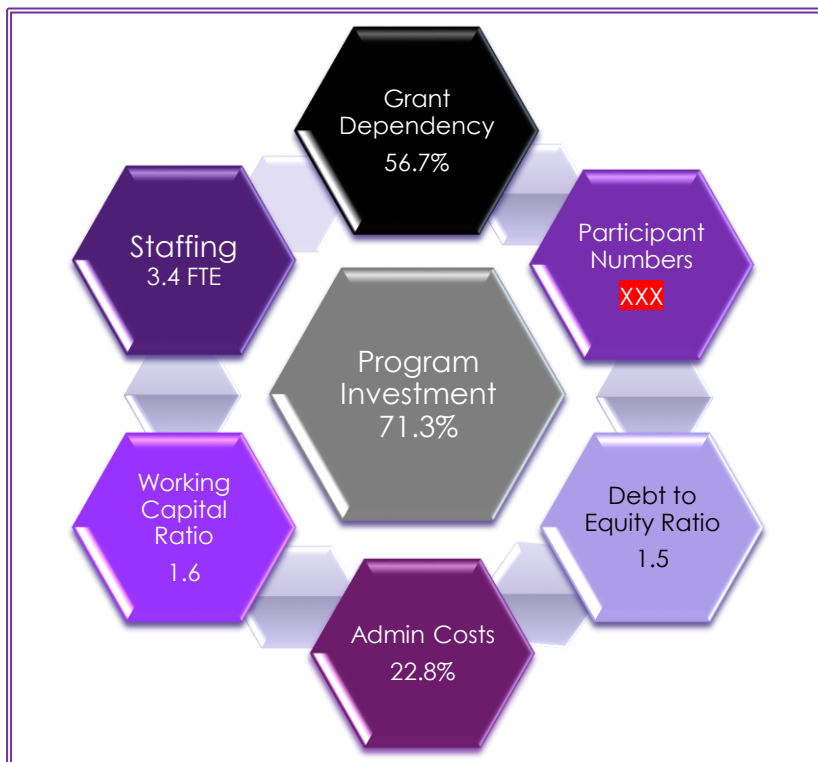 Grant
Dependency
56.7%
Staffing
3.4 FTE
Participant
Numbers
XXX
Program
Investment
71.3%
Working
Capital
Ratio
1.6
Debt to
Equity Ratio
1.5
Admin Costs
22.8%